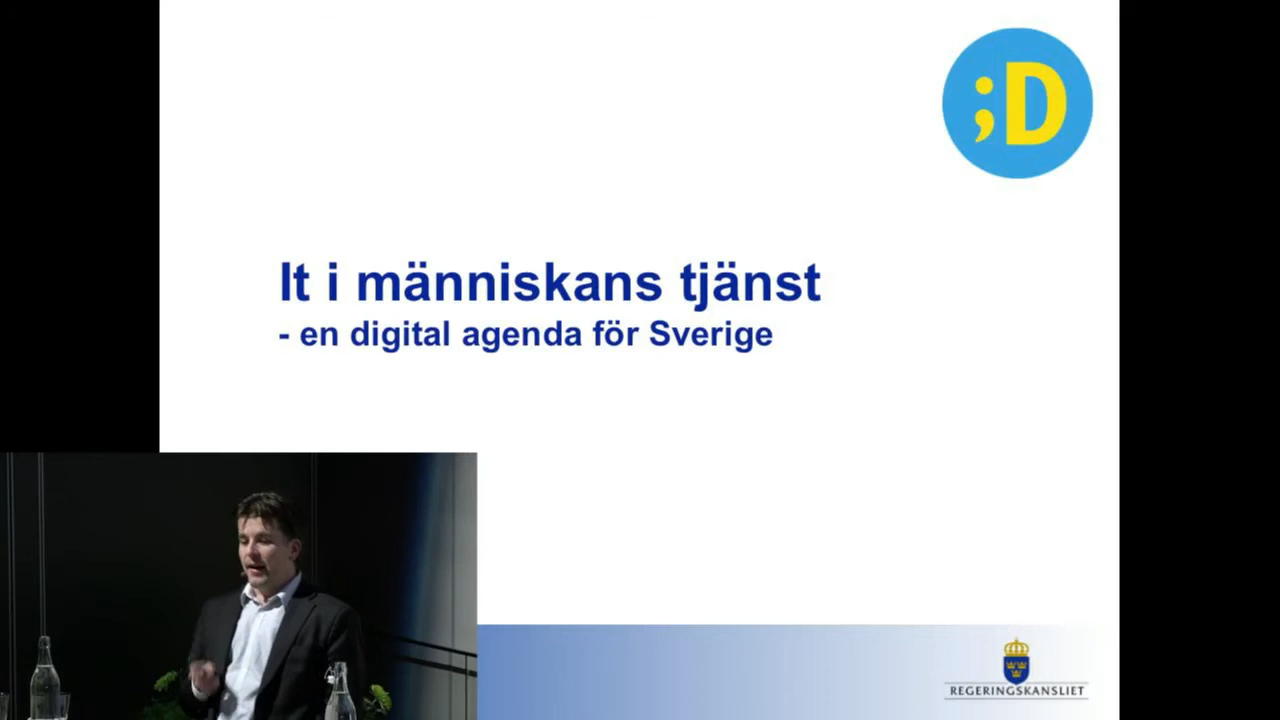 ;D
It i människans tjänst
- en digital agenda för Sverige
REGERINGSKANSLIET